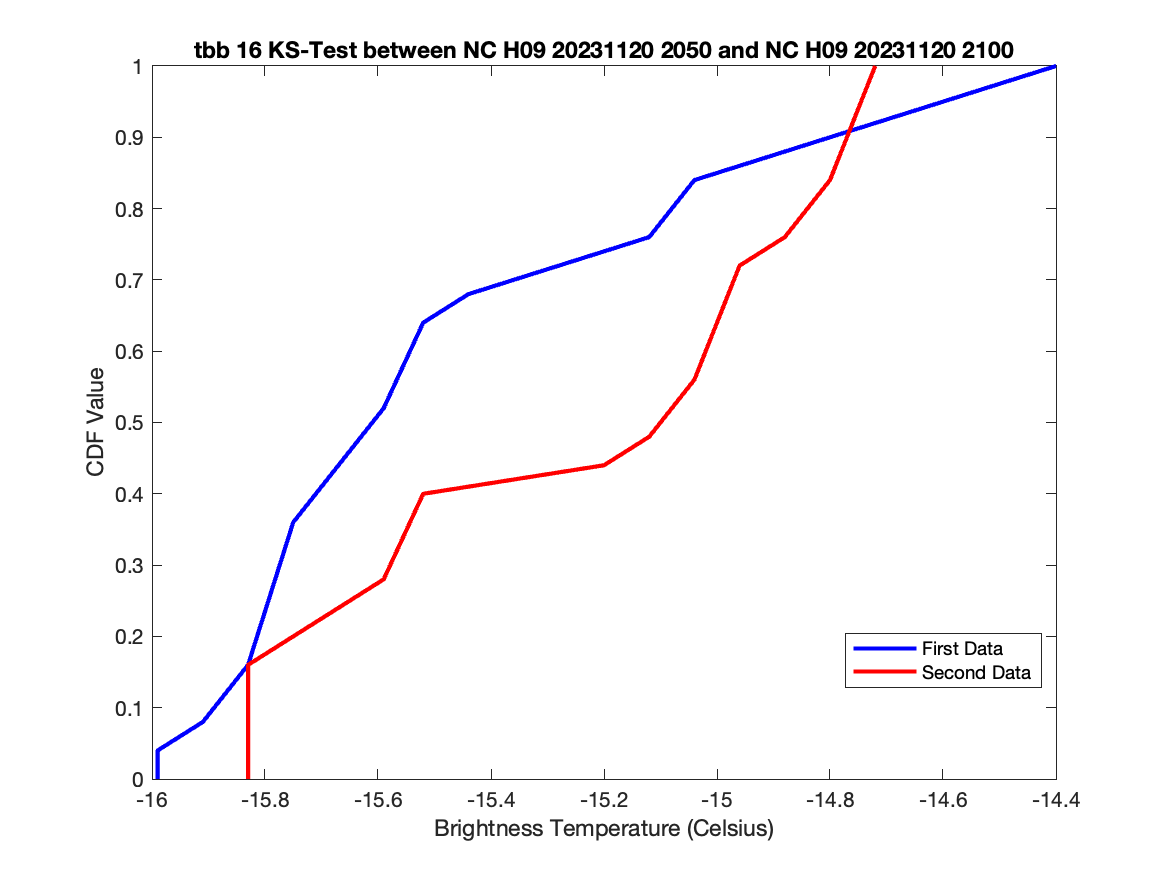 tbb 16 KS-Test between NC H09 20231120 2050 and NC H09 20231120 2100
1
0.9
0.8
0.7
0.6
0.5
0.4
0.3
0.2
0.1
0
CDF Value
First Data
Second Data
-16 -15.8 -15.6 -15.4 -15.2 -15 -14.8 -14.6 -14.4
Brightness Temperature (Celsius)